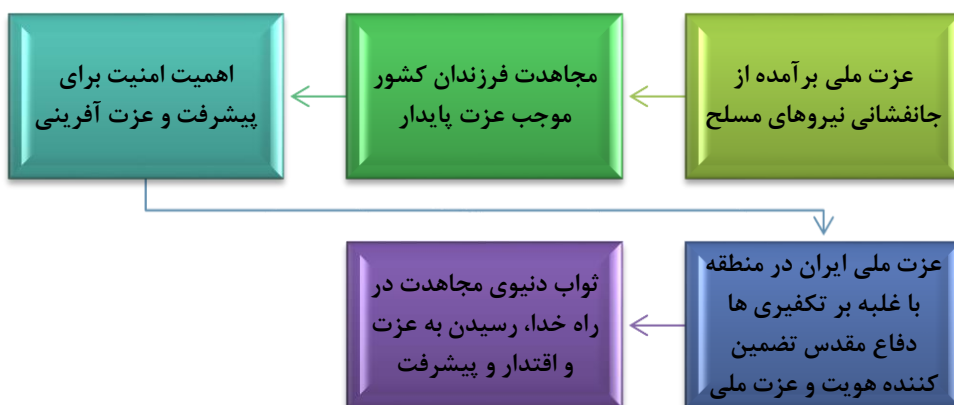 عزت ملی برآمده از
جانفشانی نیروهای مسلح
مجاهدت فرزندان کشور
موجب عزت پایدار
اهمیت امنیت برای
پیشرفت و عزت آفرینی
عزت ملی ایران در منطقه
با غلبه بر تکفیری ها
دفاع مقدس تضمین
کننده هویت و عزت ملی
ثواب دنیوی مجاهدت در
راه خدا، رسیدن به عزت
و اقتدار و پیشرفت